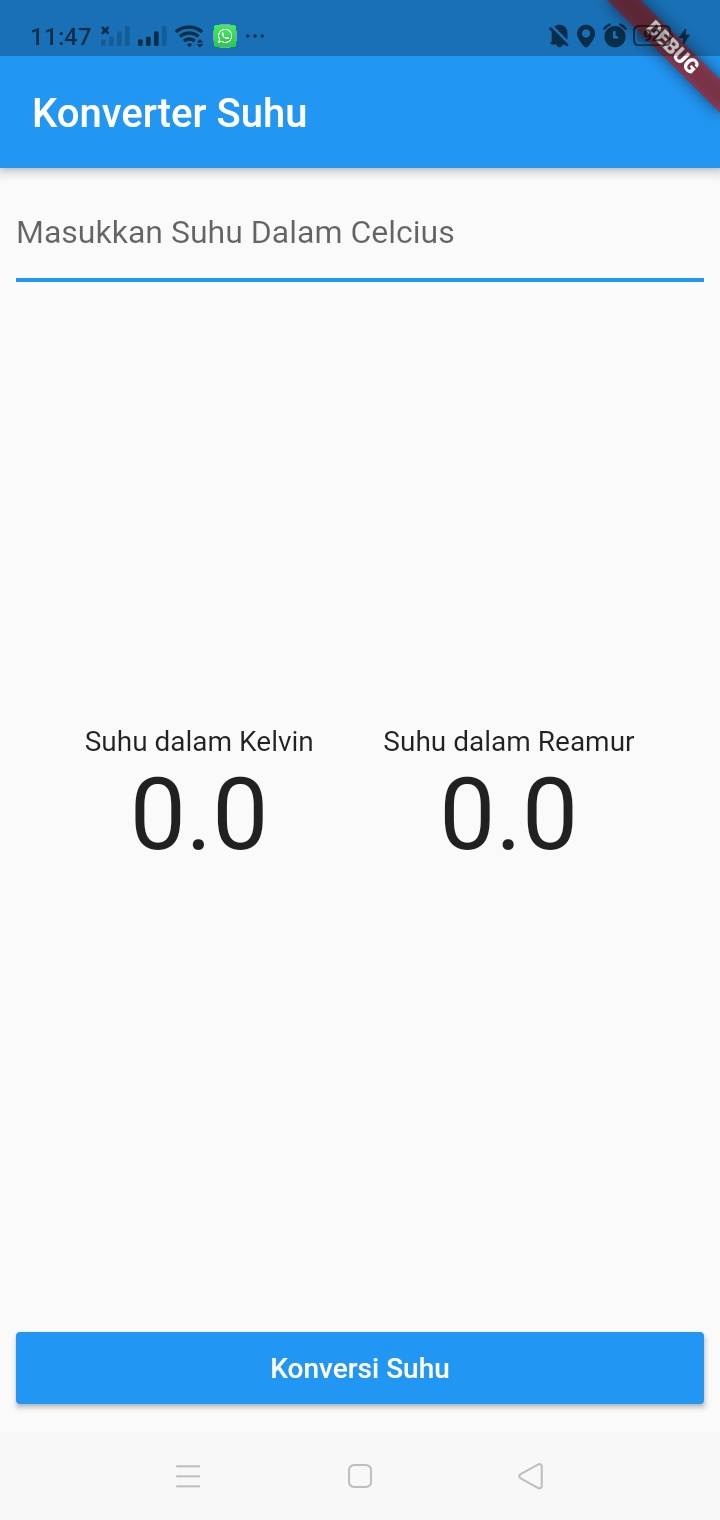 11:47
DEBUG
Konverter Suhu
Masukkan Suhu Dalam Celcius
Suhu dalam Kelvin
0.0
Suhu dalam Reamur
0.0
Konversi Suhu